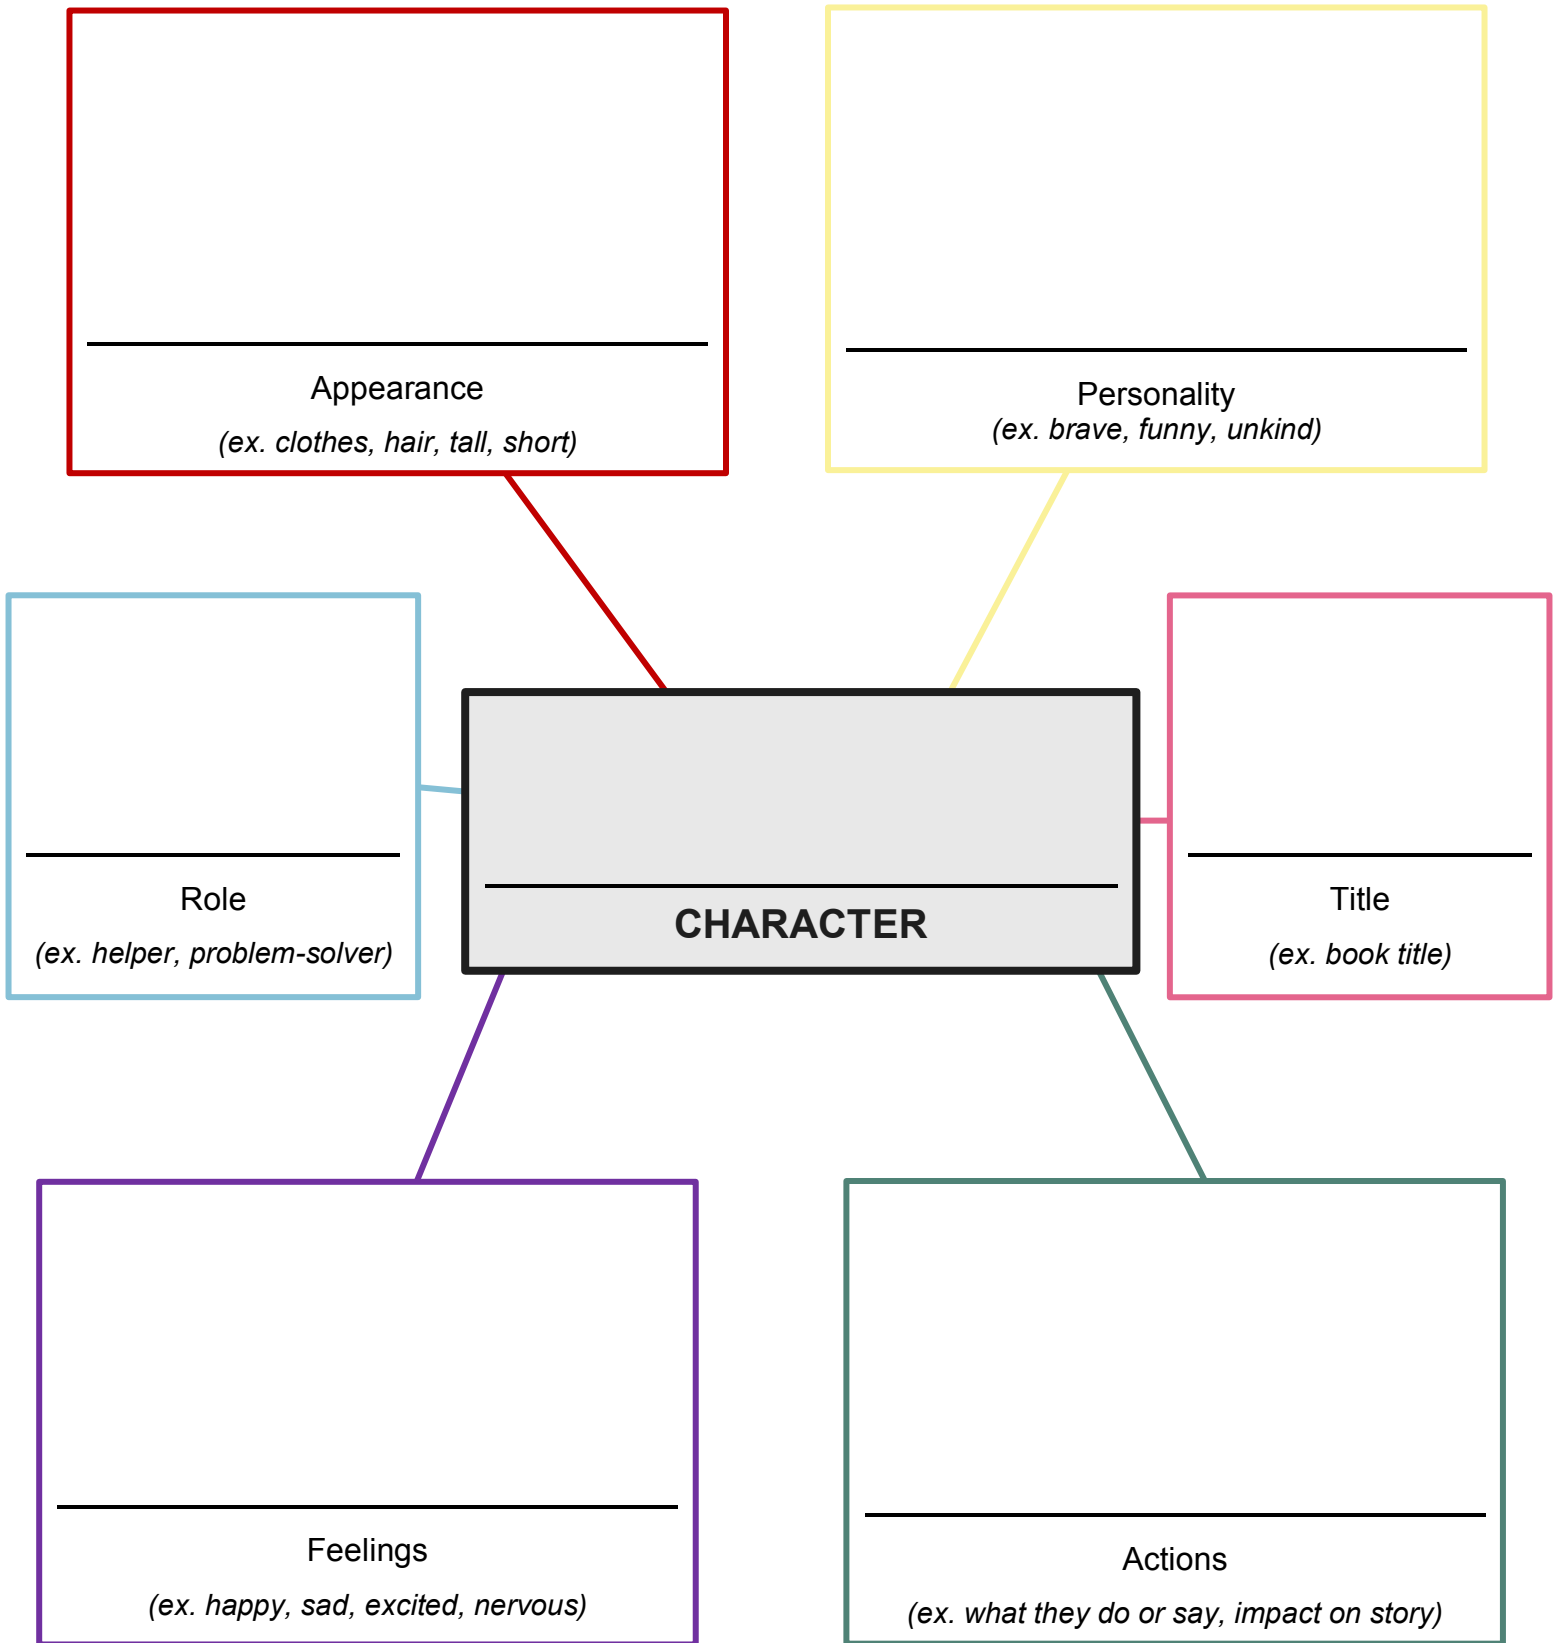 Appearance
(ex. clothes, hair, tall, short)
Personality
(ex. brave, funny, unkind)
Role
(ex. helper, problem-solver)
CHARACTER
Title
(ex. book title)
Feelings
(ex. happy, sad, excited, nervous)
Actions
(ex. what they do or say, impact on story)